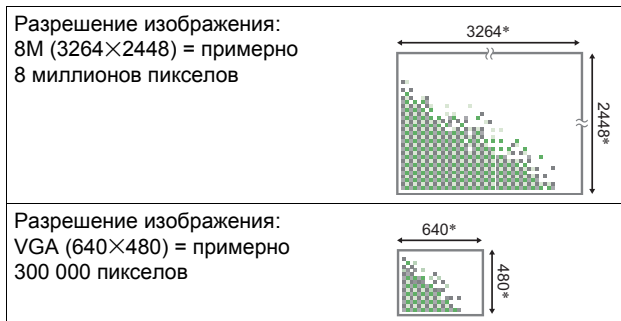 Разрешение изображения:
8M (3264×2448) = примерно
8 миллионов пикселов
3264*
2448*
Разрешение изображения:
VGA (640×480) = примерно
300 000 пикселов
640*
480*